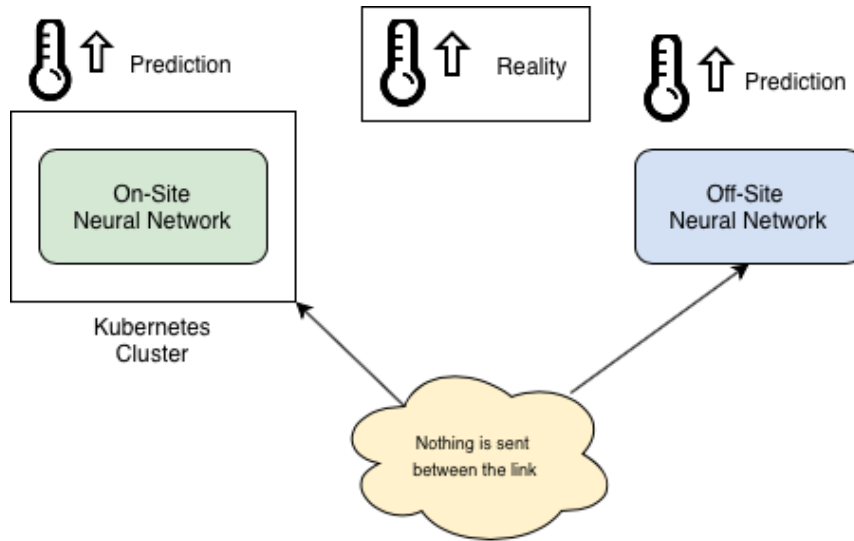 Prediction
Reality
Prediction
On-Site
Neural Network
Off-Site
Neural Network
Kubernetes
Cluster
Nothing is sent
between the link